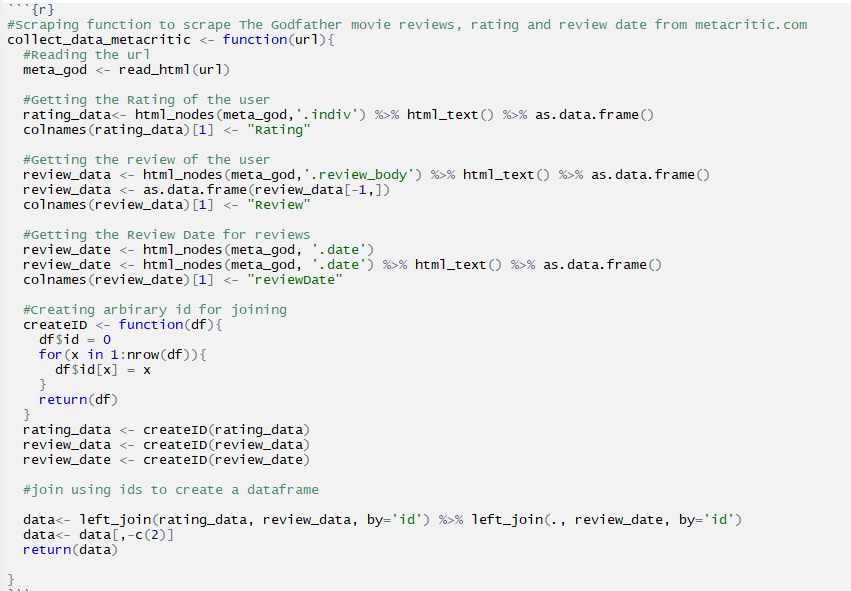 ```{r}
#Scraping function to scrape The Godfather movie reviews, rating and review date from metacritic.com
collect_data_metacritic <- function(url){
  #Reading the url
  meta_god <- read_html(url)

  #Getting the Rating of the user
  rating_data<- html_nodes(meta_god,'.indiv') %>% html_text() %>% as.data.frame()
  colnames(rating_data)[1] <- "Rating"

  #Getting the review of the user
  review_data <- html_nodes(meta_god,'.review_body') %>% html_text() %>% as.data.frame()
  review_data <- as.data.frame(review_data[-1,])
  colnames(review_data)[1] <- "Review"

  #Getting the Review Date for reviews
  review_date <- html_nodes(meta_god, '.date')
  review_date <- html_nodes(meta_god, '.date') %>% html_text() %>% as.data.frame()
  colnames(review_date)[1] <- "reviewDate"

  #Creating arbirary id for joining
  createID <- function(df){
    df$id = 0
    for(x in 1:nrow(df)){
      df$id[x] = x
    }
    return(df)
  }
  rating_data <- createID(rating_data)
  review_data <- createID(review_data)
  review_date <- createID(review_date)

  #join using ids to create a dataframe

  data<- left_join(rating_data, review_data, by='id') %>% left_join(., review_date, by='id')
  data<- data[,-c(2)]
  return(data)

}
```